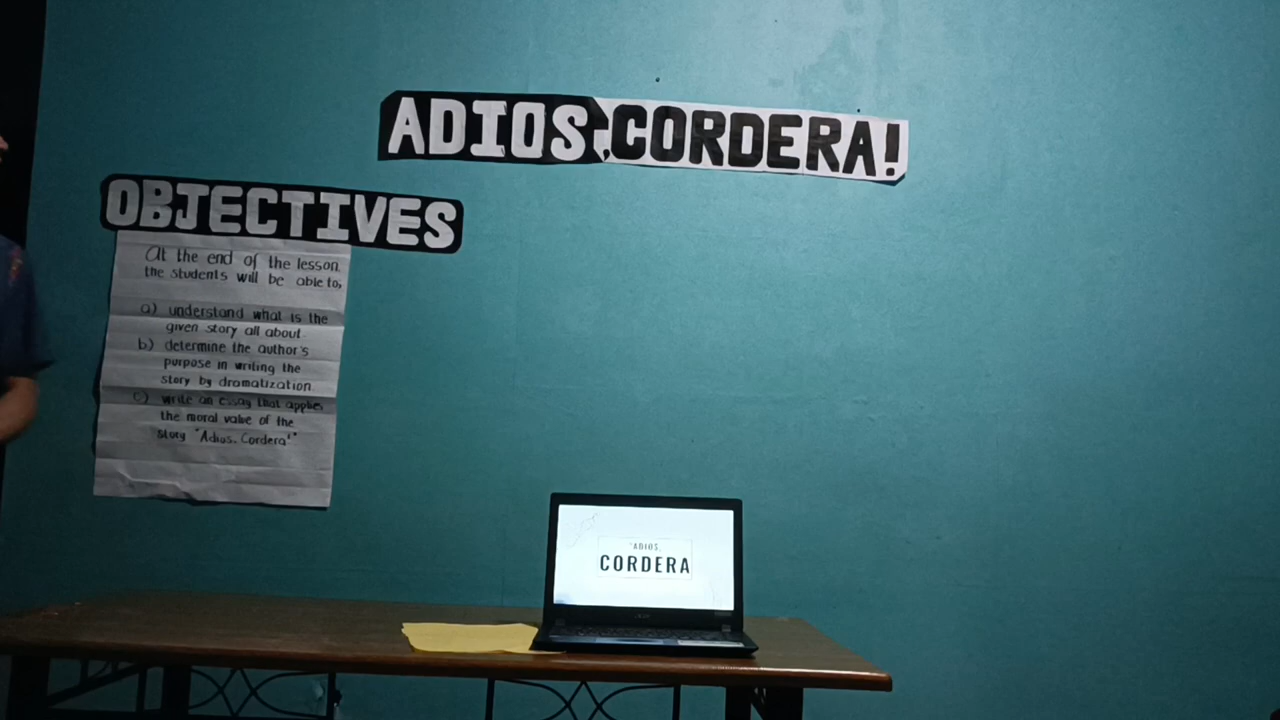 ADIOS, CORDERA!
OBJECTIVES
At the end of the lesson,
the students will be able to;
a) understand what is the
given story all about.
b) determine the author's
purpose in writing the
story by dramatization.
c) write an essay that applies
the moral value of the
story "Adios, Cordera!"
"ADIOS,
CORDERA
acer